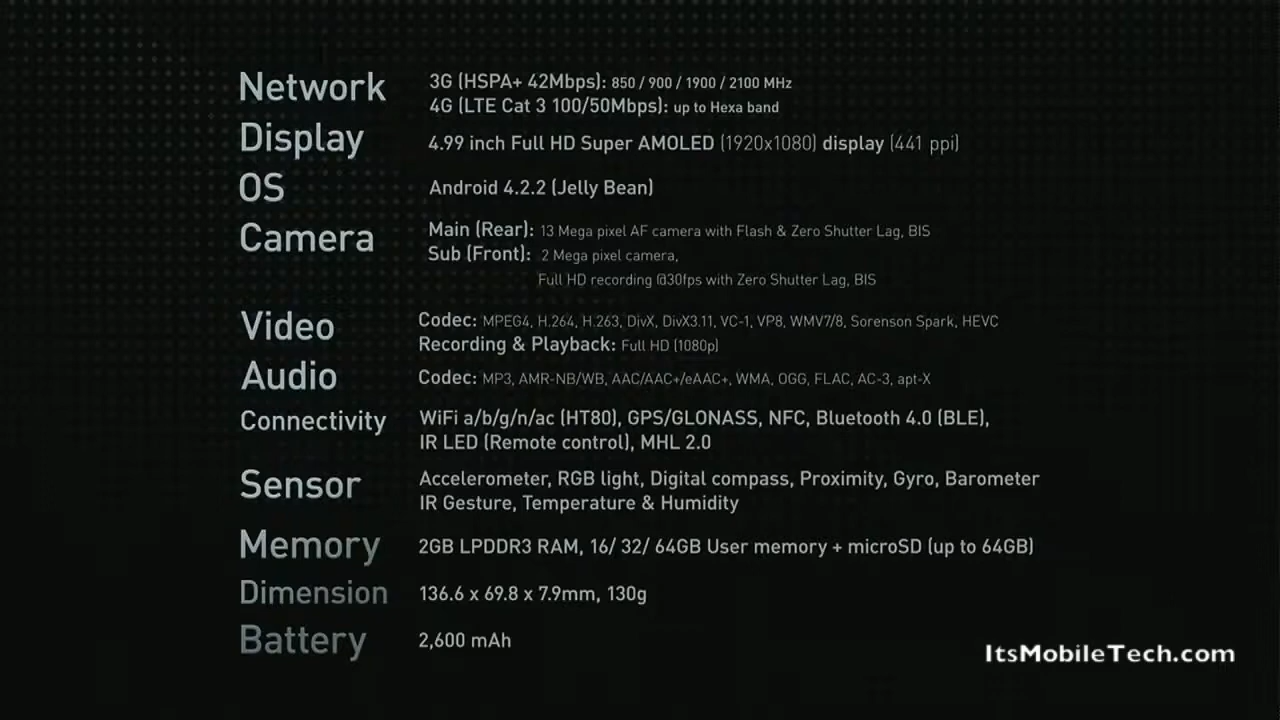 Network 3G (HSPA+ 42Mbps): 850 / 900 / 1900 / 2100 MHz
4G (LTE Cat 3 100/50Mbps): up to Hexa band
Display 4.99 inch Full HD Super AMOLED (1920x1080) display (441 ppi)
OS Android 4.2.2 (Jelly Bean)
Camera Main (Rear): 13 Mega pixel AF camera with Flash & Zero Shutter Lag, BIS
Sub (Front): 2 Mega pixel camera,
Full HD recording @30fps with Zero Shutter Lag, BIS
Video Codec: MPEG4, H.264, H.263, DivX, DivX3.11, VC-1, VP8, WMV7/8, Sorenson Spark, HEVC
Recording & Playback: Full HD (1080p)
Audio Codec: MP3, AMR-NB/WB, AAC/AAC+/eAAC+, WMA, OGG, FLAC, AC-3, apt-X
Connectivity WiFi a/b/g/n/ac (HT80), GPS/GLONASS, NFC, Bluetooth 4.0 (BLE),
IR LED (Remote control), MHL 2.0
Sensor Accelerometer, RGB light, Digital compass, Proximity, Gyro, Barometer
IR Gesture, Temperature & Humidity
Memory 2GB LPDDR3 RAM, 16/ 32/ 64GB User memory + microSD (up to 64GB)
Dimension 136.6 x 69.8 x 7.9mm, 130g
Battery 2,600 mAh
ItsMobileTech.com